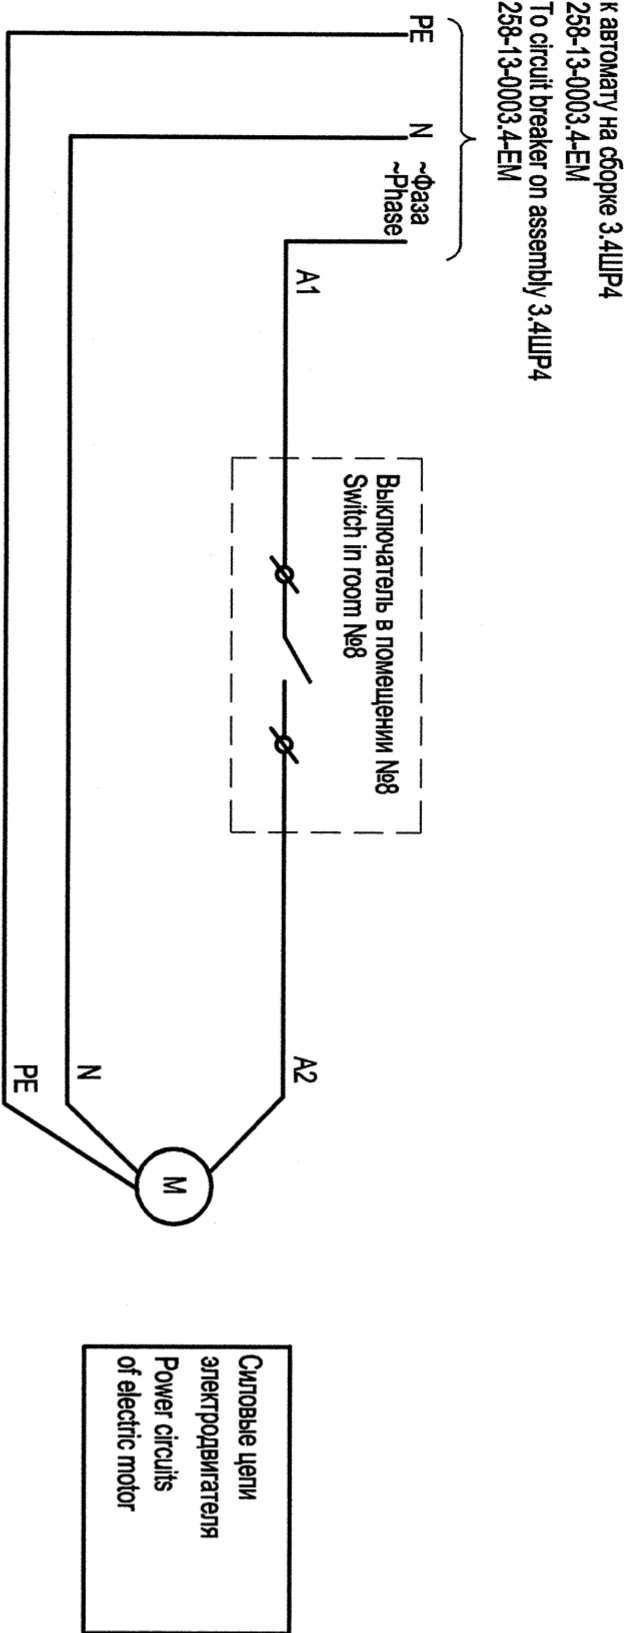 к автомату на сборке 3.4ШР4
258-13-0003.4-ЕМ
To circuit breaker on assembly 3.4ШР4
258-13-0003.4-EM
~Фаза
~Phase
N
PE
A1
Выключатель в помещении №8
Switch in room №8
A2
N
PE
M
Силовые цепи
электродвигателя
Power circuits
of electric motor